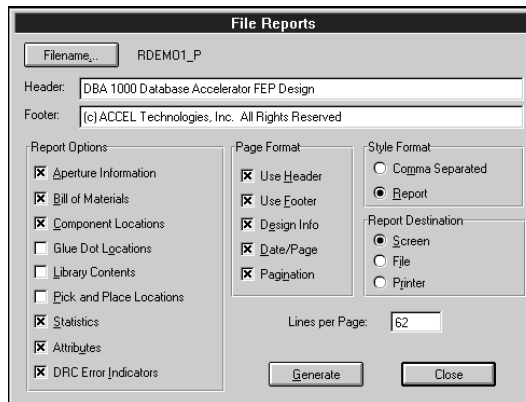 File Reports
Filename... RDEMO1_P
Header: DBA 1000 Database Accelerator FEP Design
Footer: (c) ACCEL Technologies, Inc. All Rights Reserved
Report Options
Aperture Information
Bill of Materials
Component Locations
Glue Dot Locations
Library Contents
Pick and Place Locations
Statistics
Attributes
DRC Error Indicators
Page Format
Use Header
Use Footer
Design Info
Date/Page
Pagination
Style Format
Comma Separated
Report
Report Destination
Screen
File
Printer
Lines per Page: 62
Generate Close